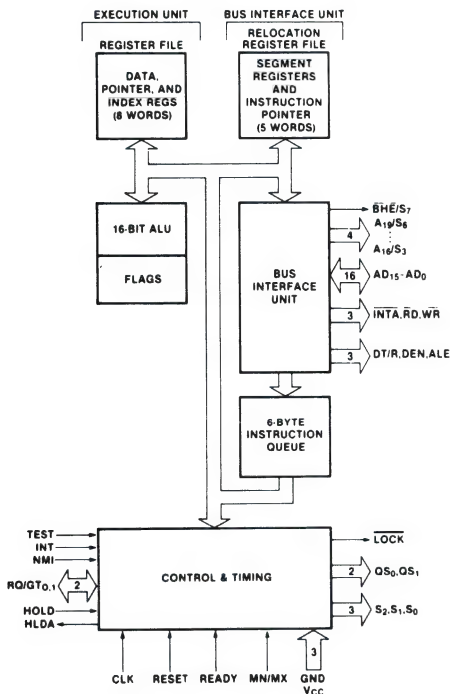 EXECUTION UNIT
BUS INTERFACE UNIT
REGISTER FILE
RELOCATION
REGISTER FILE
DATA,
POINTER, AND
INDEX REGS
(8 WORDS)
SEGMENT
REGISTERS
AND
INSTRUCTION
POINTER
(5 WORDS)
16-BIT ALU
FLAGS
BUS
INTERFACE
UNIT
BHE/S7
A19/S6
4
A16/S3
16
AD15-AD0
3
INTA,RD,WR
3
DT/R,DEN,ALE
6-BYTE
INSTRUCTION
QUEUE
TEST
INT
NMI
RQ/GT0,1
2
HOLD
HLDA
CONTROL & TIMING
LOCK
2
QS0,QS1
3
S2,S1,S0
CLK
RESET
READY
MN/MX
3
GND
VCC